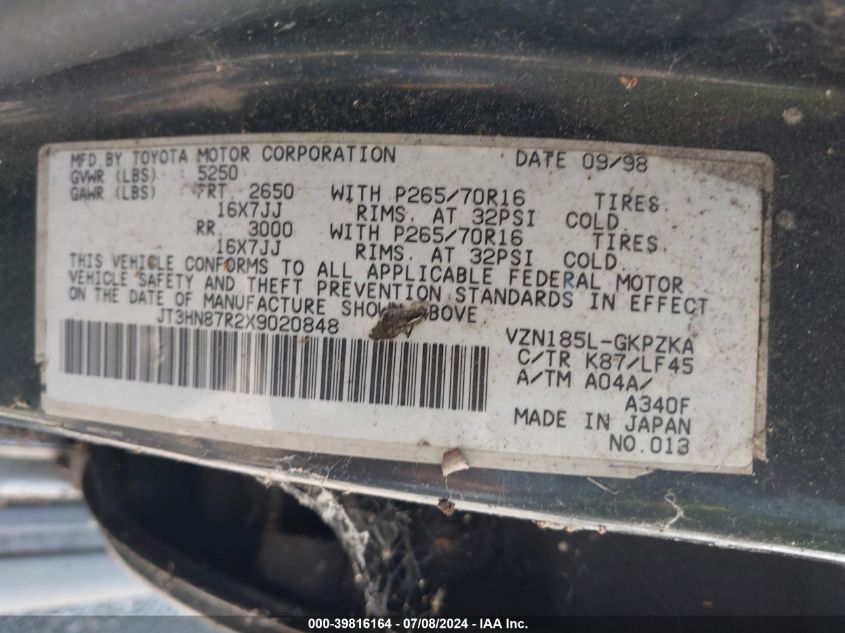 MFD.BY TOYOTA MOTOR CORPORATION DATE 09/98
GVWR (LBS) : 5250
GAWR (LBS) : FRT. 2650 WITH P265/70R16 TIRES.
16X7JJ RIMS. AT 32PSI COLD.
RR. 3000 WITH P265/70R16 TIRES.
16X7JJ RIMS. AT 32PSI COLD.
THIS VEHICLE CONFORMS TO ALL APPLICABLE FEDERAL MOTOR
VEHICLE SAFETY AND THEFT PREVENTION STANDARDS IN EFFECT
ON THE DATE OF MANUFACTURE SHOWN ABOVE
JT3HN87R2X9020848
VZN185L-GKPZKA
C/TR K87/LF45
A/TM A04A/
A340F
MADE IN JAPAN
NO.013
000-39816164 - 07/08/2024 - IAA Inc.